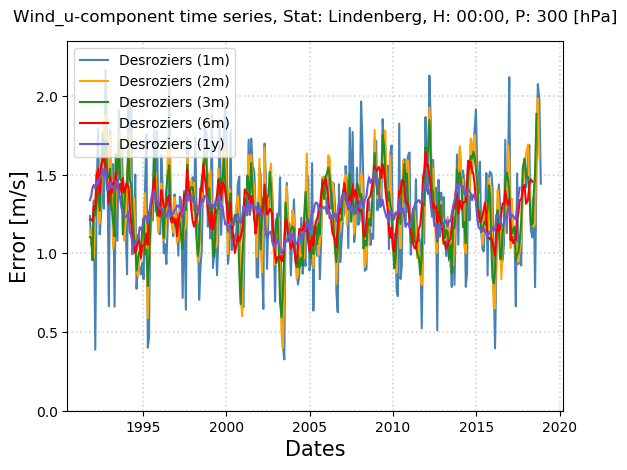 Wind_u-component time series, Stat: Lindenberg, H: 00:00, P: 300 [hPa]
Desroziers (1m)
Desroziers (2m)
Desroziers (3m)
Desroziers (6m)
Desroziers (1y)
2.0
1.5
1.0
0.5
0.0
Error [m/s]
1995 2000 2005 2010 2015 2020
Dates